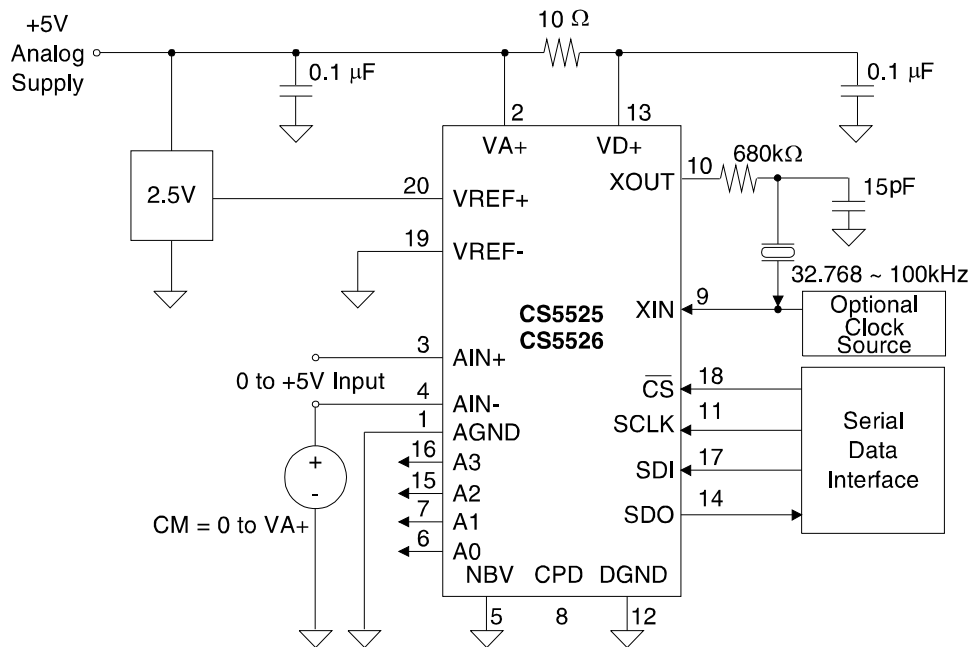 +5V
Analog
Supply
10 Ω
0.1 µF
0.1 µF
2
13
VA+
VD+
2.5V
20
VREF+
19
VREF-
XOUT
10
680kΩ
15pF
32.768 ~ 100kHz
CS5525
CS5526
XIN
9
Optional
Clock
Source
3
AIN+
0 to +5V Input
4
AIN-
1
AGND
16
A3
15
A2
7
A1
6
A0
+
-
CM = 0 to VA+
CS
18
SCLK
11
SDI
17
SDO
14
Serial
Data
Interface
NBV
CPD
DGND
5
8
12